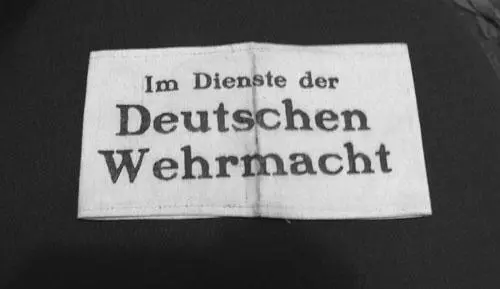 Im Dienste der
Deutschen
Wehrmacht